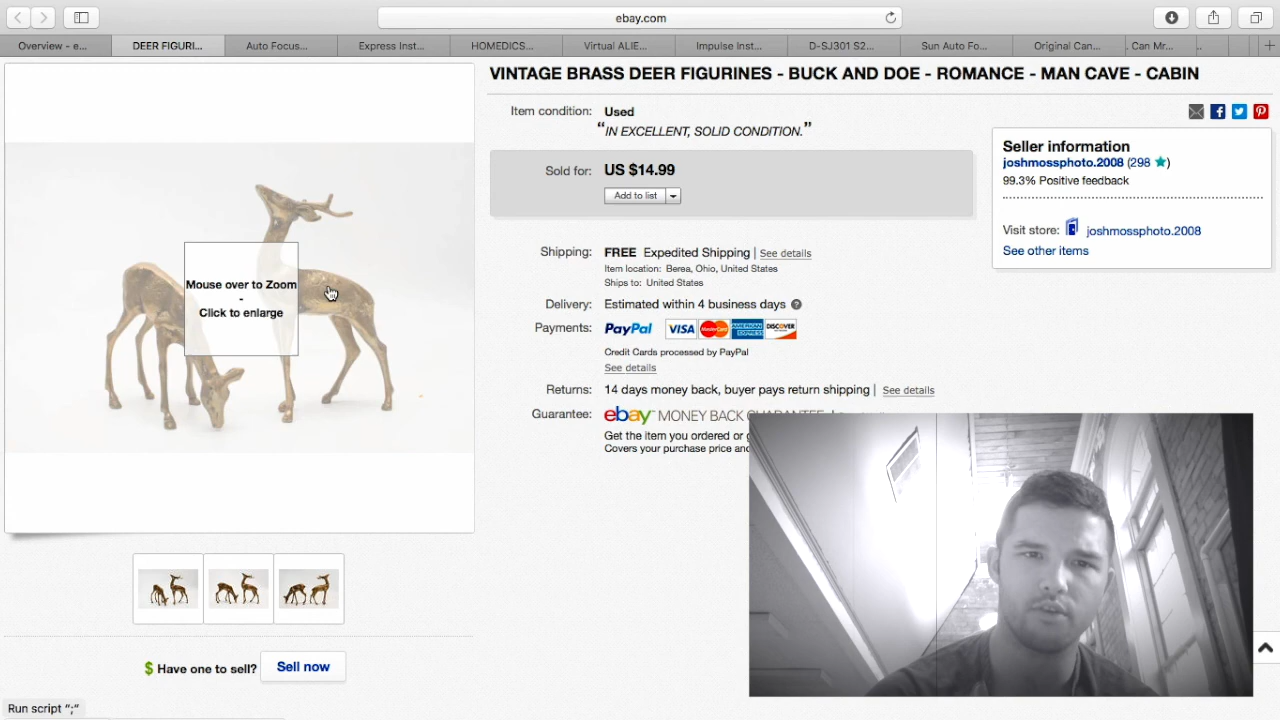 ebay.com
Overview - e...
DEER FIGURI...
Auto Focus...
Express Inst...
HOMEDICS...
Virtual ALIE...
Impulse Inst...
D-SJ301 S2...
Sun Auto Fo...
Original Can...
. Can Mr...
VINTAGE BRASS DEER FIGURINES - BUCK AND DOE - ROMANCE - MAN CAVE - CABIN
Item condition: Used
“IN EXCELLENT, SOLID CONDITION.”
Sold for: US $14.99
Add to list
Shipping: FREE Expedited Shipping | See details
Item location: Berea, Ohio, United States
Ships to: United States
Delivery: Estimated within 4 business days ?
Payments: PayPal VISA MasterCard AMERICAN EXPRESS DISCOVER
Credit Cards processed by PayPal
See details
Returns: 14 days money back, buyer pays return shipping | See details
Guarantee: ebay MONEY BACK GUARANTEE |
Get the item you ordered or g
Covers your purchase price and
Seller information
joshmossphoto.2008 (298 ★)
99.3% Positive feedback
Visit store: joshmossphoto.2008
See other items
Mouse over to Zoom
-
Click to enlarge
$ Have one to sell? Sell now
Run script ";"